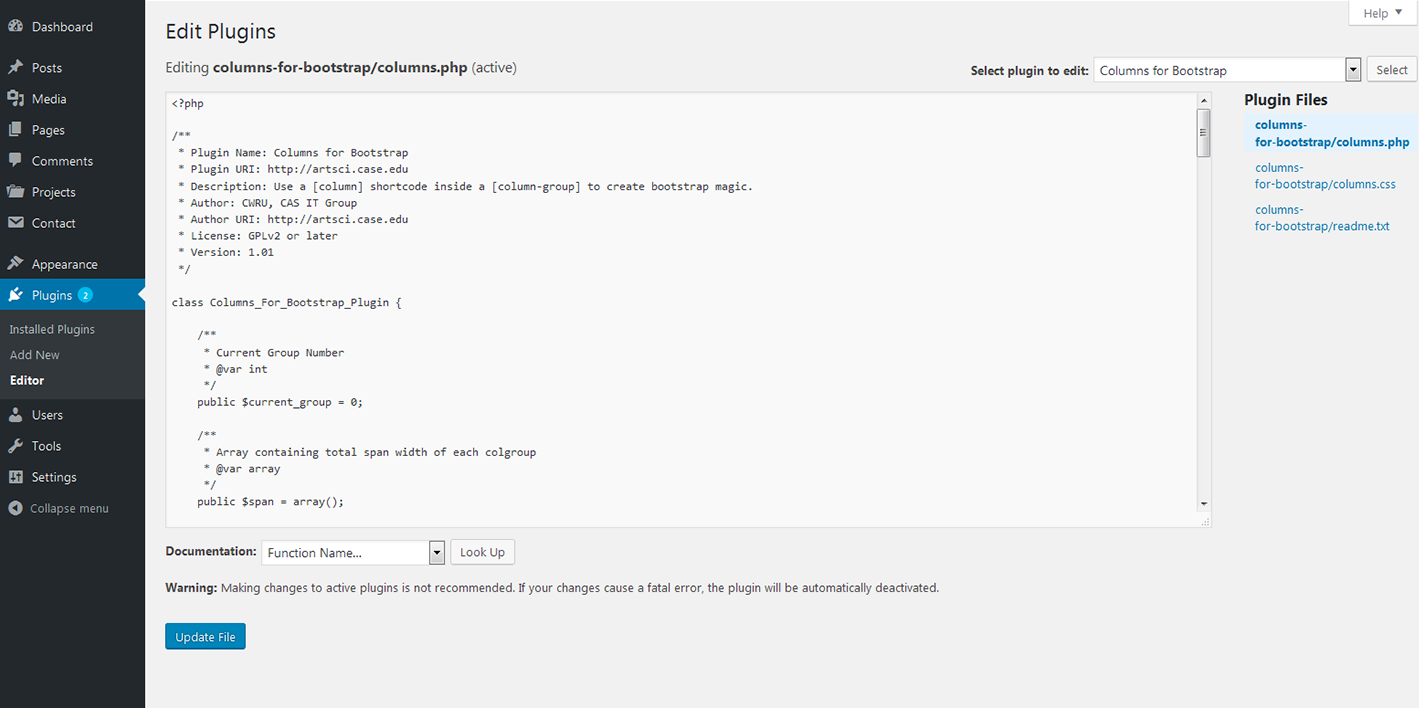 Dashboard
Posts
Media
Pages
Comments
Projects
Contact
Appearance
Plugins 2
Installed Plugins
Add New
Editor
Users
Tools
Settings
Collapse menu
Help
Edit Plugins
Editing columns-for-bootstrap/columns.php (active)
Select plugin to edit: Columns for Bootstrap Select
<?php
/**
* Plugin Name: Columns for Bootstrap
* Plugin URI: http://artsci.case.edu
* Description: Use a [column] shortcode inside a [column-group] to create bootstrap magic.
* Author: CWRU, CAS IT Group
* Author URI: http://artsci.case.edu
* License: GPLv2 or later
* Version: 1.01
*/
class Columns_For_Bootstrap_Plugin {
/**
* Current Group Number
* @var int
*/
public $current_group = 0;
/**
* Array containing total span width of each colgroup
* @var array
*/
public $span = array();
Plugin Files
columns-
for-bootstrap/columns.php
columns-
for-bootstrap/columns.css
columns-
for-bootstrap/readme.txt
Documentation: Function Name... Look Up
Warning: Making changes to active plugins is not recommended. If your changes cause a fatal error, the plugin will be automatically deactivated.
Update File